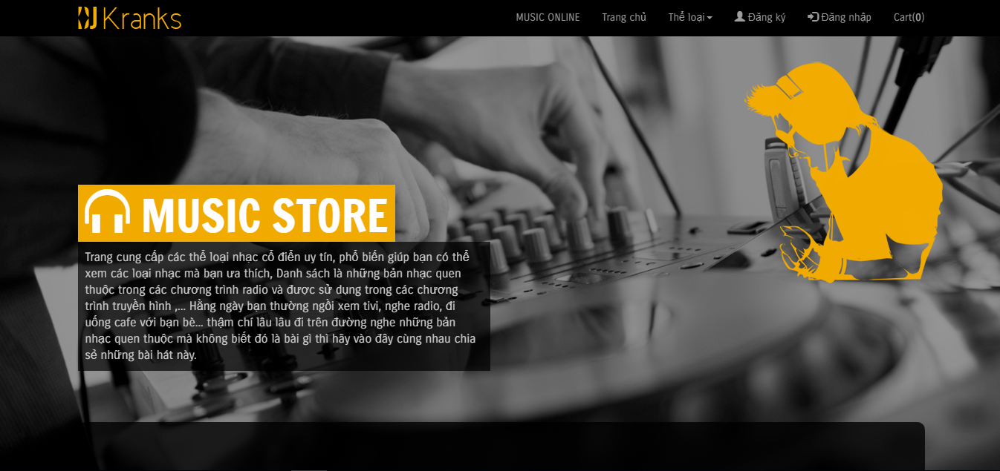 DJ Kranks
MUSIC ONLINE Trang chủ Thể loại Đăng ký Đăng nhập Cart(0)
MUSIC STORE
Trang cung cấp các thể loại nhạc cổ điển uy tín, phổ biến giúp bạn có thể
xem các loại nhạc mà bạn ưa thích, Danh sách là những bản nhạc quen
thuộc trong các chương trình radio và được sử dụng trong các chương
trình truyền hình ,... Hằng ngày bạn thường ngồi xem tivi, nghe radio, đi
uống cafe với bạn bè... thậm chí lâu lâu đi trên đường nghe những bản
nhạc quen thuộc mà không biết đó là bài gì thì hãy vào đây cùng nhau chia
sẻ những bài hát này.